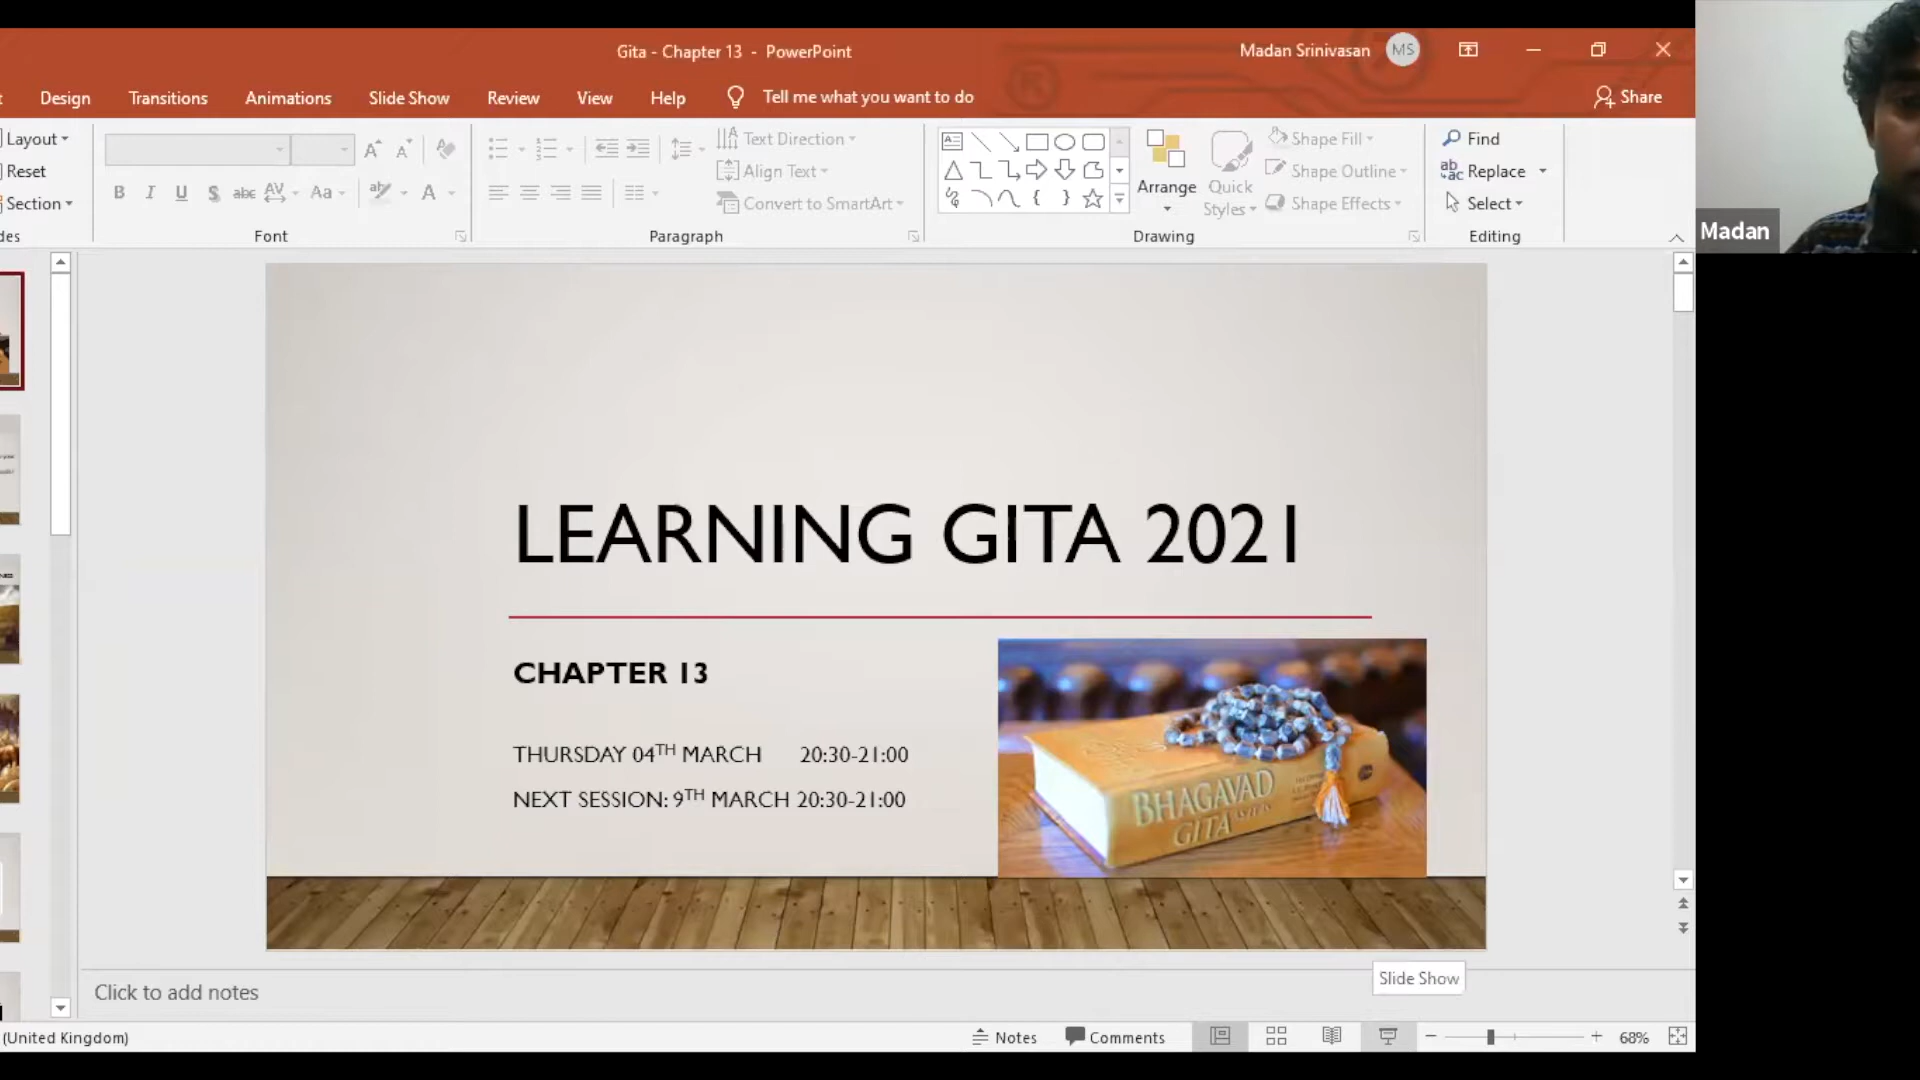 Gita - Chapter 13 - PowerPoint
Madan Srinivasan MS
Design Transitions Animations Slide Show Review View Help Tell me what you want to do Share
Layout Text Direction Shape Fill Find
Reset Align Text Arrange Quick Styles Shape Outline Replace
Section B I U S abc AV Aa A Convert to SmartArt Shape Effects Select
Font Paragraph Drawing Editing
Madan
LEARNING GITA 2021
CHAPTER 13
THURSDAY 04TH MARCH 20:30-21:00
NEXT SESSION: 9TH MARCH 20:30-21:00
BHAGAVAD
GITA
Slide Show
Click to add notes
(United Kingdom) Notes Comments 68%